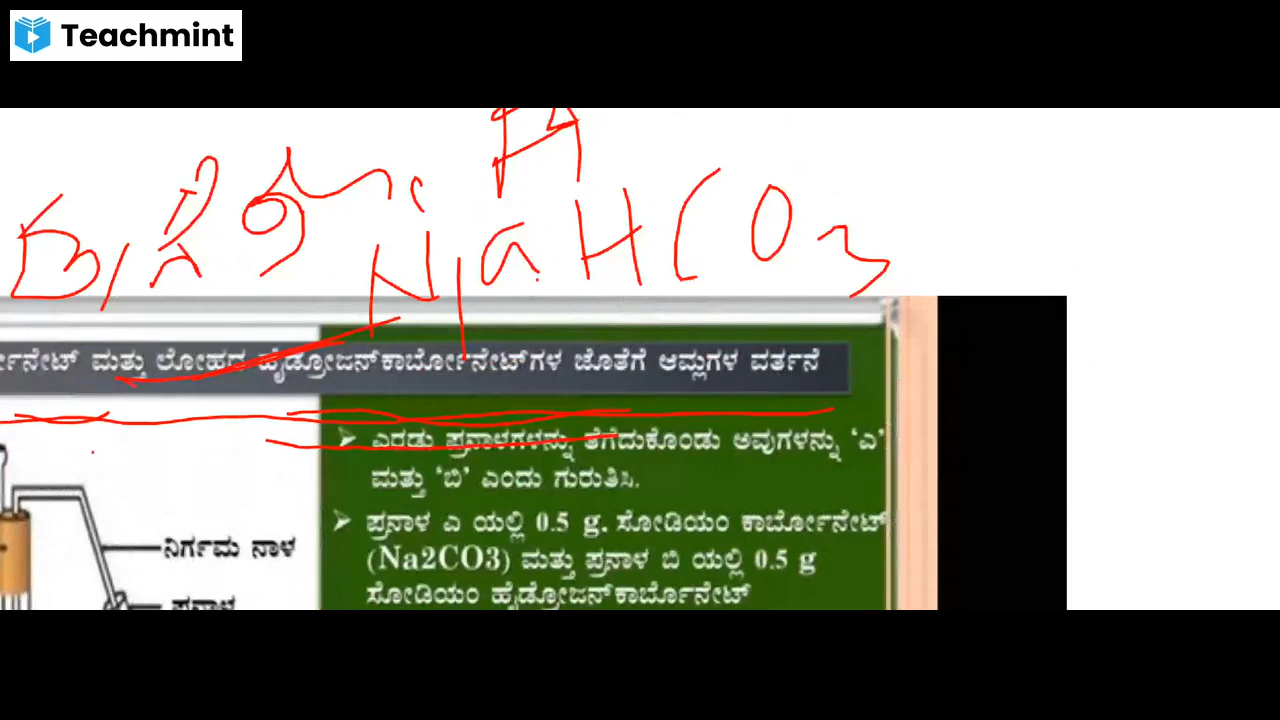 Teachmint
NaHCO3
ಮತ್ತು ಲೋಹದ ಹೈಡ್ರೋಜನ್‌ಕಾರ್ಬೋನೇಟ್‌ಗಳ ಜೊತೆಗೆ ಆಮ್ಲಗಳ ವರ್ತನೆ
➢ ಎರಡು ಪ್ರನಾಳಗಳನ್ನು ತೆಗೆದುಕೊಂಡು ಅವುಗಳನ್ನು ‘ಎ’
ಮತ್ತು ‘ಬಿ’ ಎಂದು ಗುರುತಿಸಿ.
➢ ಪ್ರನಾಳ ಎ ಯಲ್ಲಿ 0.5 g. ಸೋಡಿಯಂ ಕಾರ್ಬೋನೇಟ್
(Na2CO3) ಮತ್ತು ಪ್ರನಾಳ ಬಿ ಯಲ್ಲಿ 0.5 g
ಸೋಡಿಯಂ ಹೈಡ್ರೋಜನ್‌ಕಾರ್ಬೊನೇಟ್
ನಿರ್ಗಮ ನಾಳ
ಪ್ರನಾಳ